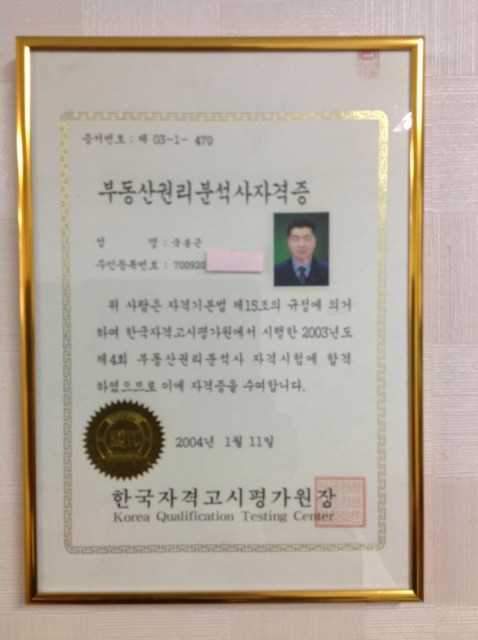 증서번호 : 제 03-1- 470
부동산권리분석사자격증
성 명 : 국봉근
주민등록번호 : 700920
위 사람은 자격기본법 제15조의 규정에 의거
하여 한국자격고시평가원에서 시행한 2003년도
제4회 부동산권리분석사 자격시험에 합격
하였으므로 이에 자격증을 수여합니다.
2004년 1월 11일
한국자격고시평가원장
Korea Qualification Testing Center